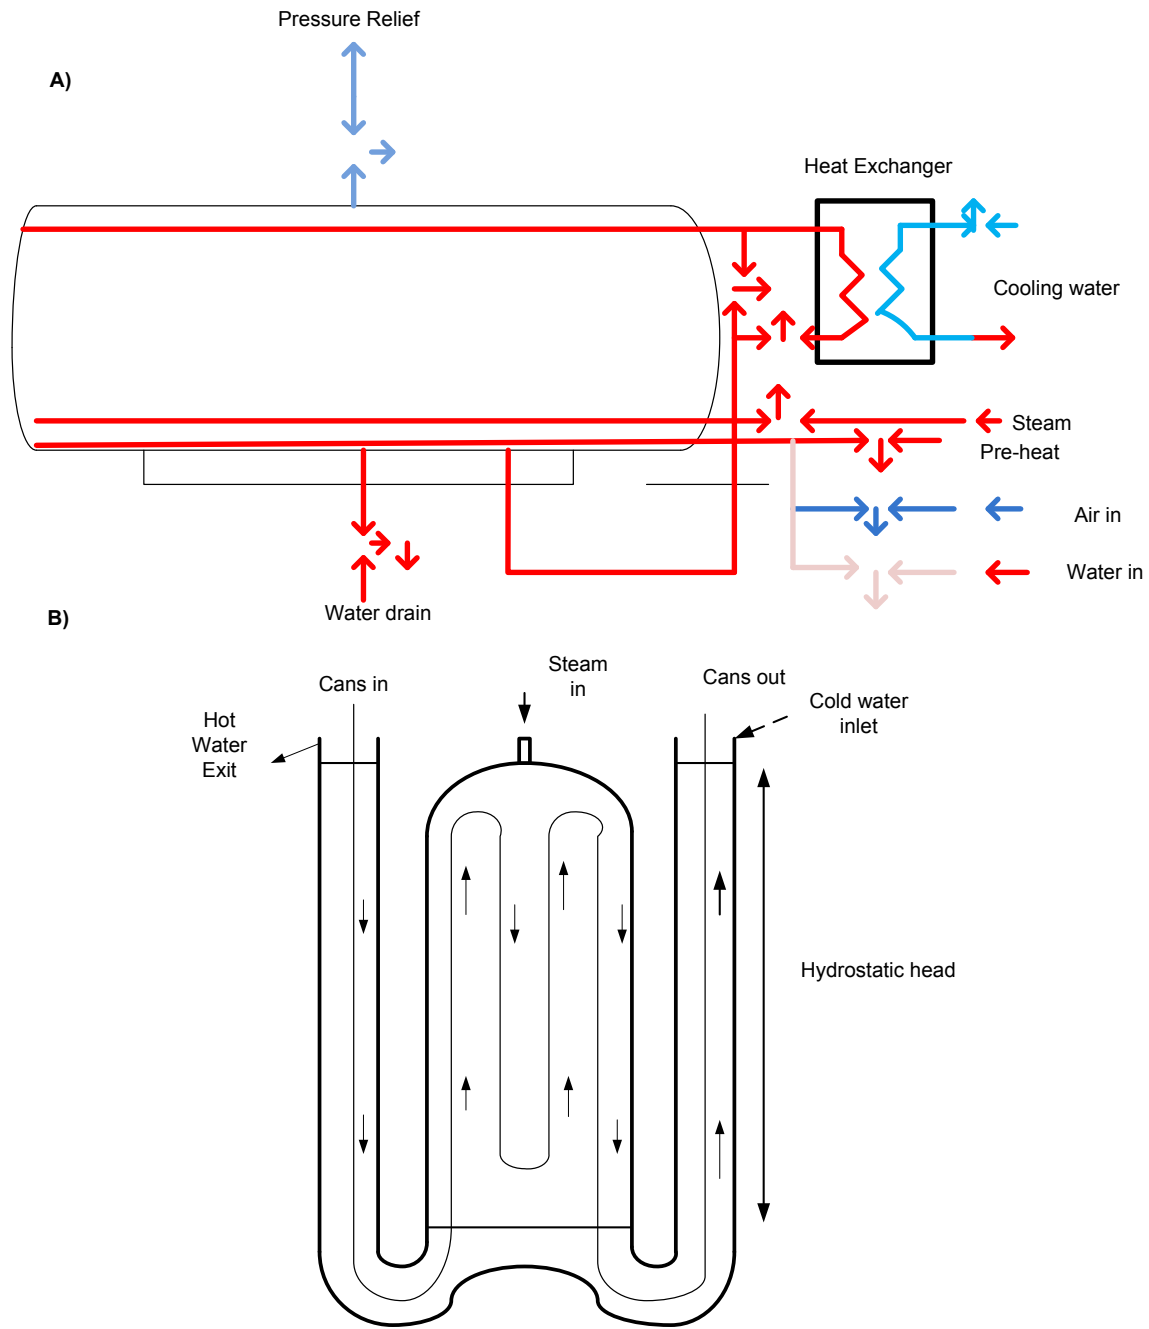 Pressure Relief
A)
Heat Exchanger
Cooling water
Steam
Pre-heat
Air in
Water in
Water drain
B)
Steam
in
Cans in
Cans out
Cold water
inlet
Hot
Water
Exit
Hydrostatic head